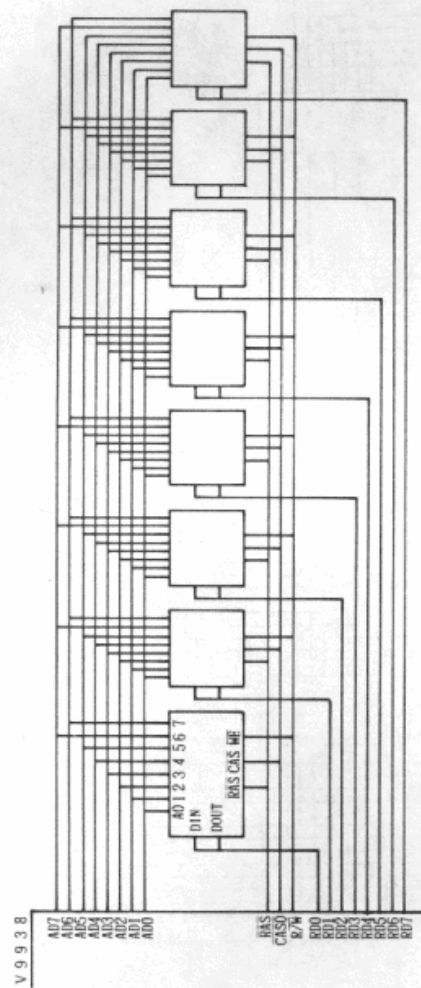 V9938
AD7
AD6
AD5
AD4
AD3
AD2
AD1
AD0
RAS
CAS0
R/W
RD0
RD1
RD2
RD3
RD4
RD5
RD6
RD7
A0 1 2 3 4 5 6 7
DIN
DOUT
RAS CAS WE